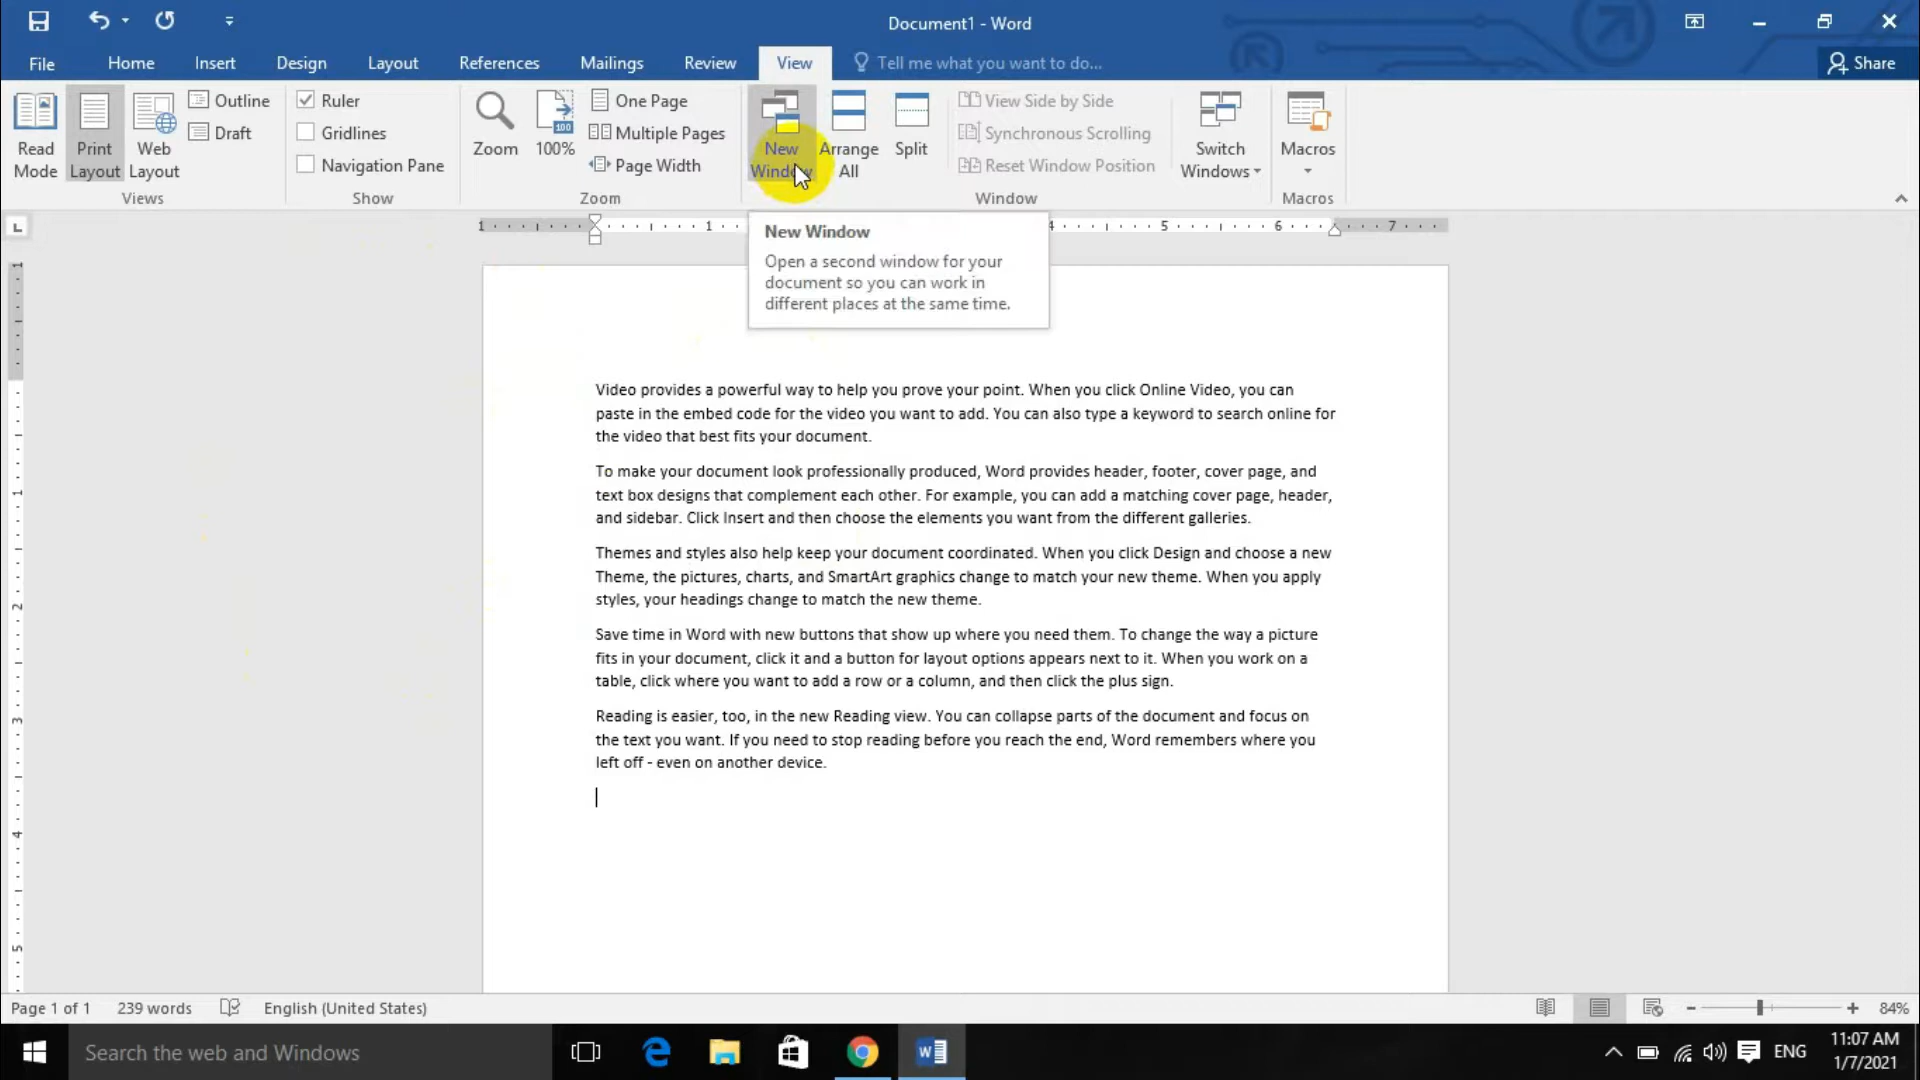 Document1 - Word
File Home Insert Design Layout References Mailings Review View Tell me what you want to do... Share
Read Mode
Print Layout
Web Layout
Outline
Draft
Views
Ruler
Gridlines
Navigation Pane
Show
Zoom
100
100%
One Page
Multiple Pages
Page Width
Zoom
New Window
Arrange All
Split
View Side by Side
Synchronous Scrolling
Reset Window Position
Window
Switch Windows
Macros
Macros
L
1 1 4 5 6 7
New Window
Open a second window for your
document so you can work in
different places at the same time.
1
1
2
3
4
5
Video provides a powerful way to help you prove your point. When you click Online Video, you can
paste in the embed code for the video you want to add. You can also type a keyword to search online for
the video that best fits your document.
To make your document look professionally produced, Word provides header, footer, cover page, and
text box designs that complement each other. For example, you can add a matching cover page, header,
and sidebar. Click Insert and then choose the elements you want from the different galleries.
Themes and styles also help keep your document coordinated. When you click Design and choose a new
Theme, the pictures, charts, and SmartArt graphics change to match your new theme. When you apply
styles, your headings change to match the new theme.
Save time in Word with new buttons that show up where you need them. To change the way a picture
fits in your document, click it and a button for layout options appears next to it. When you work on a
table, click where you want to add a row or a column, and then click the plus sign.
Reading is easier, too, in the new Reading view. You can collapse parts of the document and focus on
the text you want. If you need to stop reading before you reach the end, Word remembers where you
left off - even on another device.
Page 1 of 1 239 words English (United States) 84%
Search the web and Windows
ENG
11:07 AM
1/7/2021